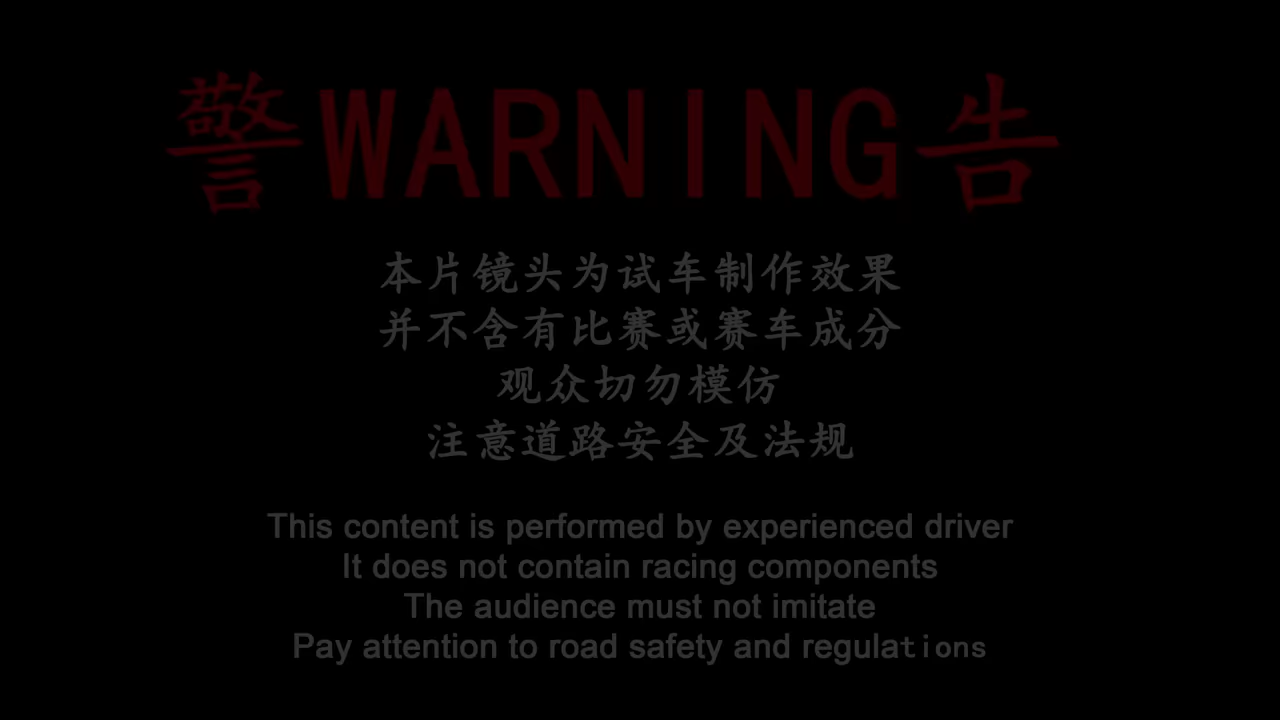 警WARNING告
本片镜头为试车制作效果
并不含有比赛或赛车成分
观众切勿模仿
注意道路安全及法规
This content is performed by experienced driver
It does not contain racing components
The audience must not imitate
Pay attention to road safety and regulations